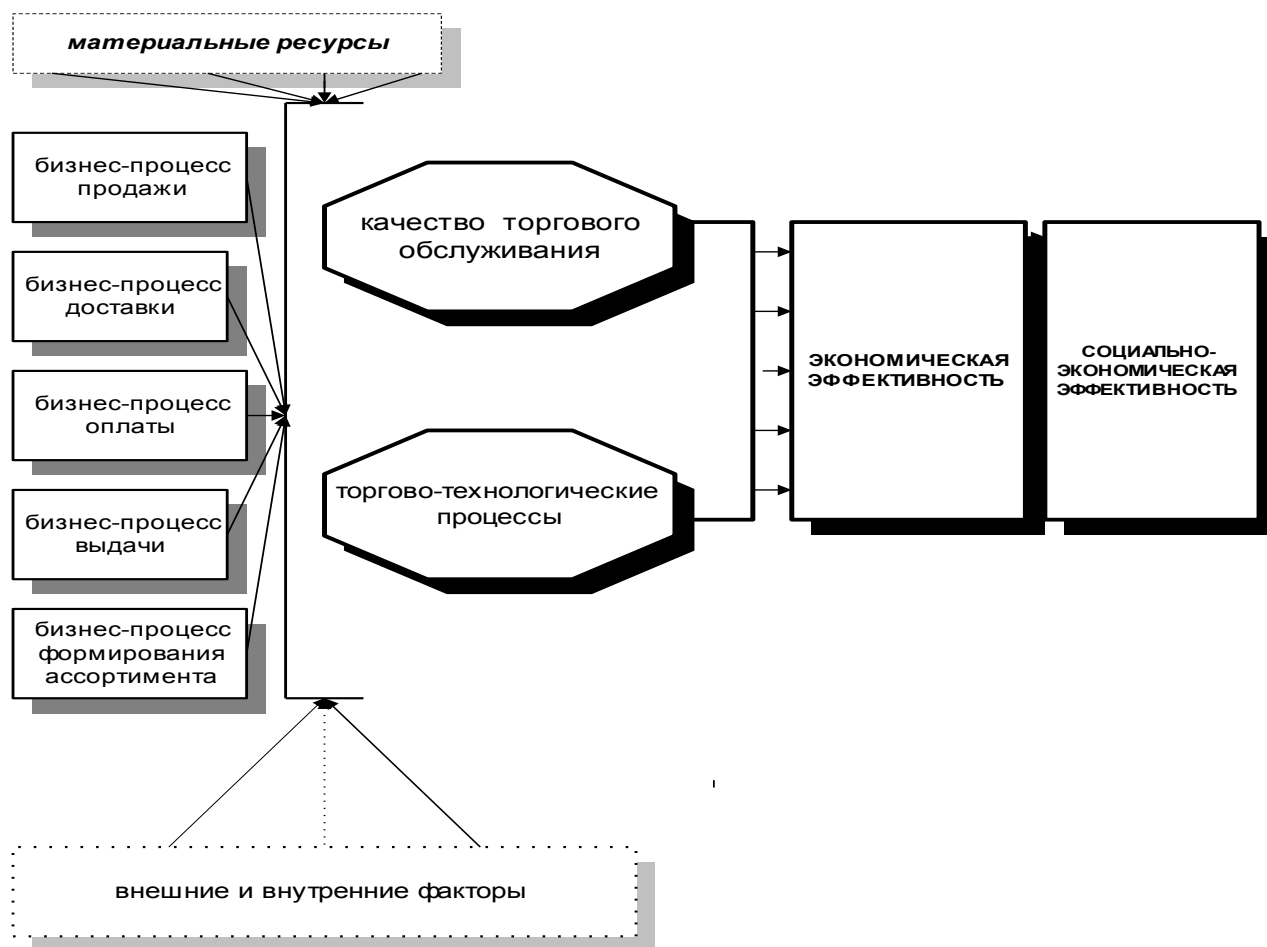 материальные ресурсы
бизнес-процесс
продажи
бизнес-процесс
доставки
бизнес-процесс
оплаты
бизнес-процесс
выдачи
бизнес-процесс
формирования
ассортимента
качество торгового
обслуживания
торгово-технологические
процессы
ЭКОНОМИЧЕСКАЯ
ЭФФЕКТИВНОСТЬ
СОЦИАЛЬНО-
ЭКОНОМИЧЕСКАЯ
ЭФФЕКТИВНОСТЬ
внешние и внутренние факторы